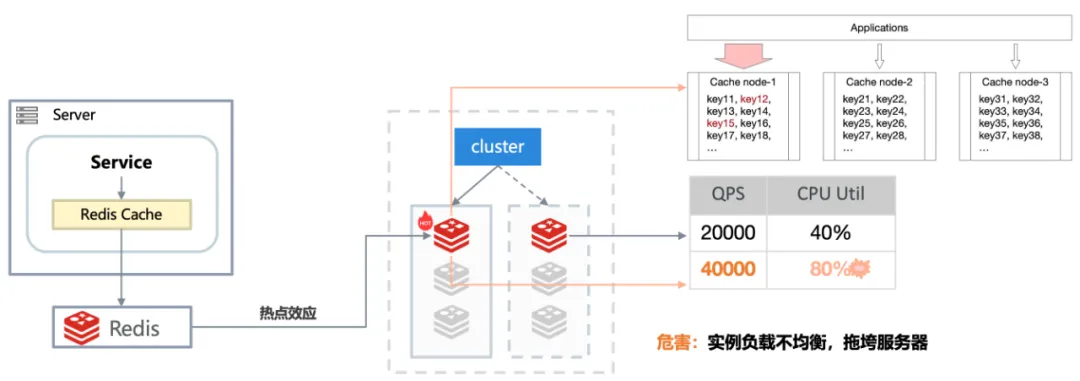 Applications
Cache node-1
key11, key12,
key13, key14,
key15, key16,
key17, key18,
...
Cache node-2
key21, key22,
key23, key24,
key25, key26,
key27, key28,
...
Cache node-3
key31, key32,
key33, key34,
key35, key36,
key37, key38,
...
Server
Service
Redis Cache
Redis
热点效应
cluster
HOT
QPS CPU Util
20000 40%
40000 80%
危害：实例负载不均衡，拖垮服务器